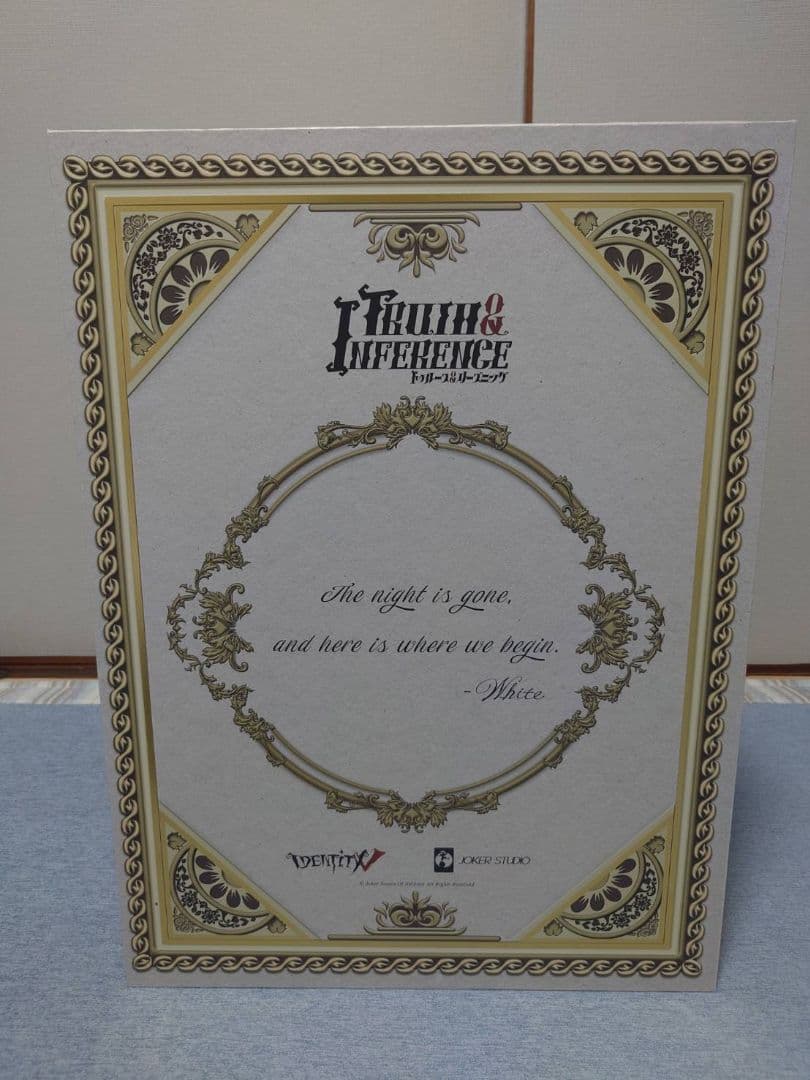 TRUTH &
INFERENCE
トゥルース&リーズニング
The night is gone,
and here is where we begin.
- White
IDENTITY V
JOKER STUDIO